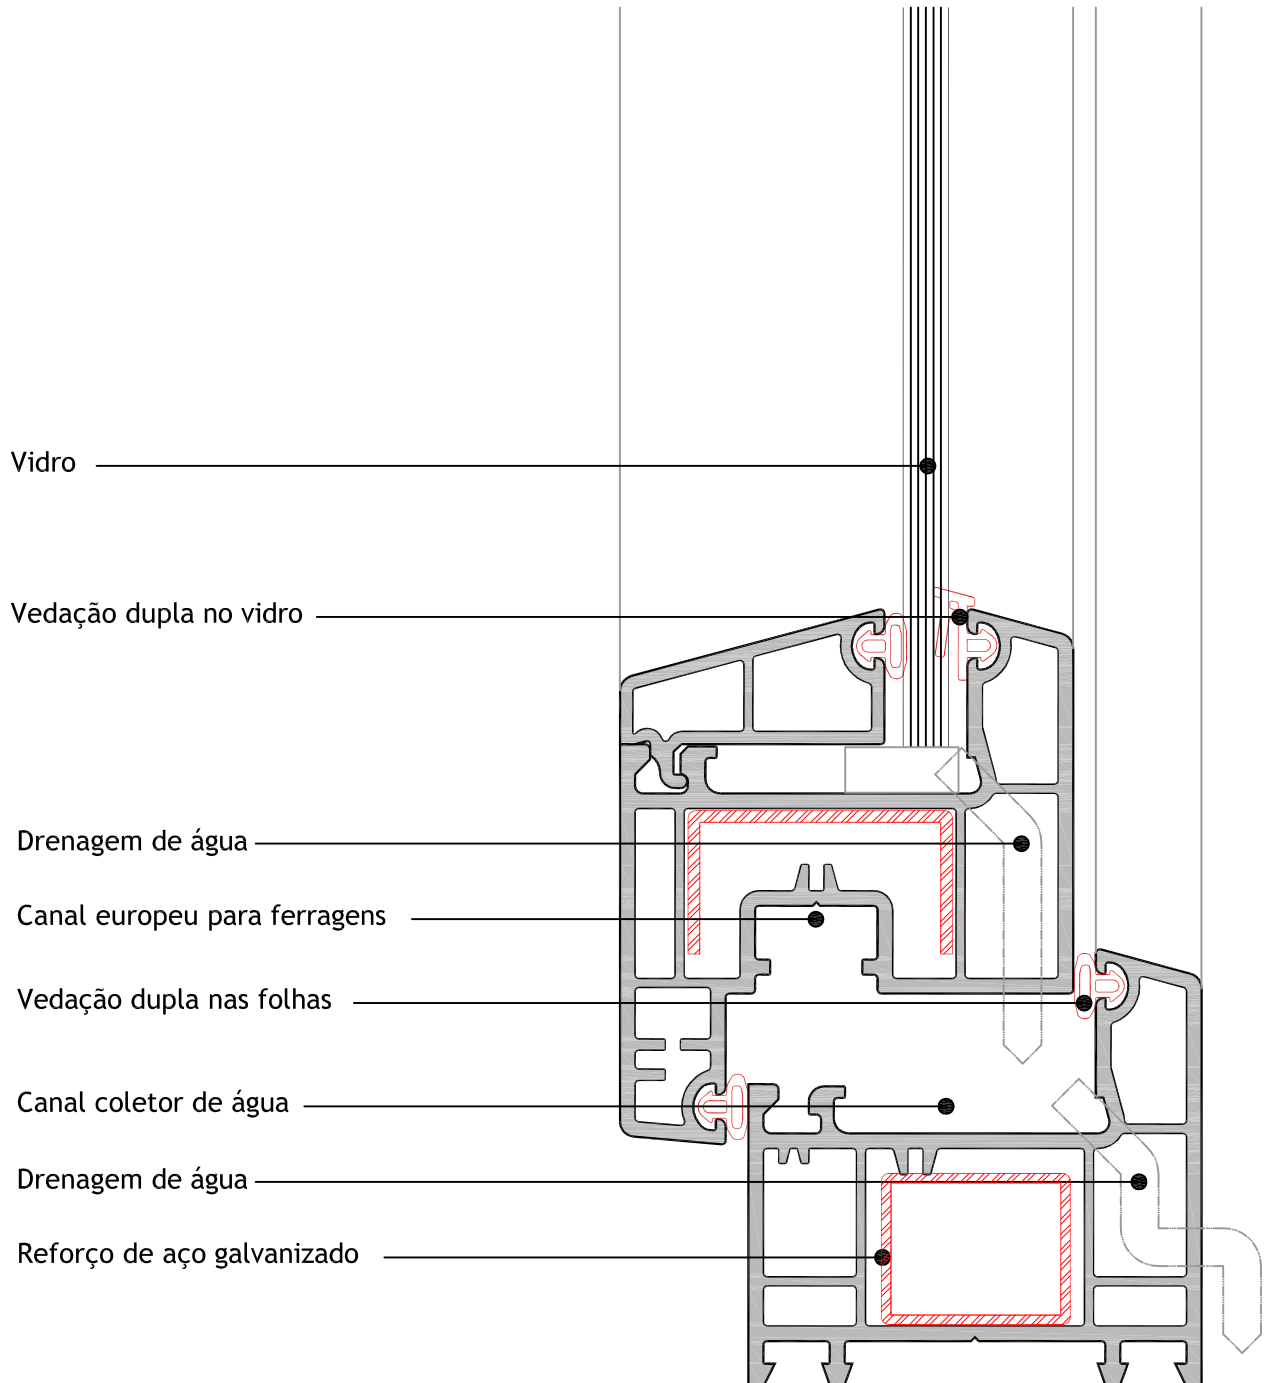 Vidro
Vedação dupla no vidro
Drenagem de água
Canal europeu para ferragens
Vedação dupla nas folhas
Canal coletor de água
Drenagem de água
Reforço de aço galvanizado